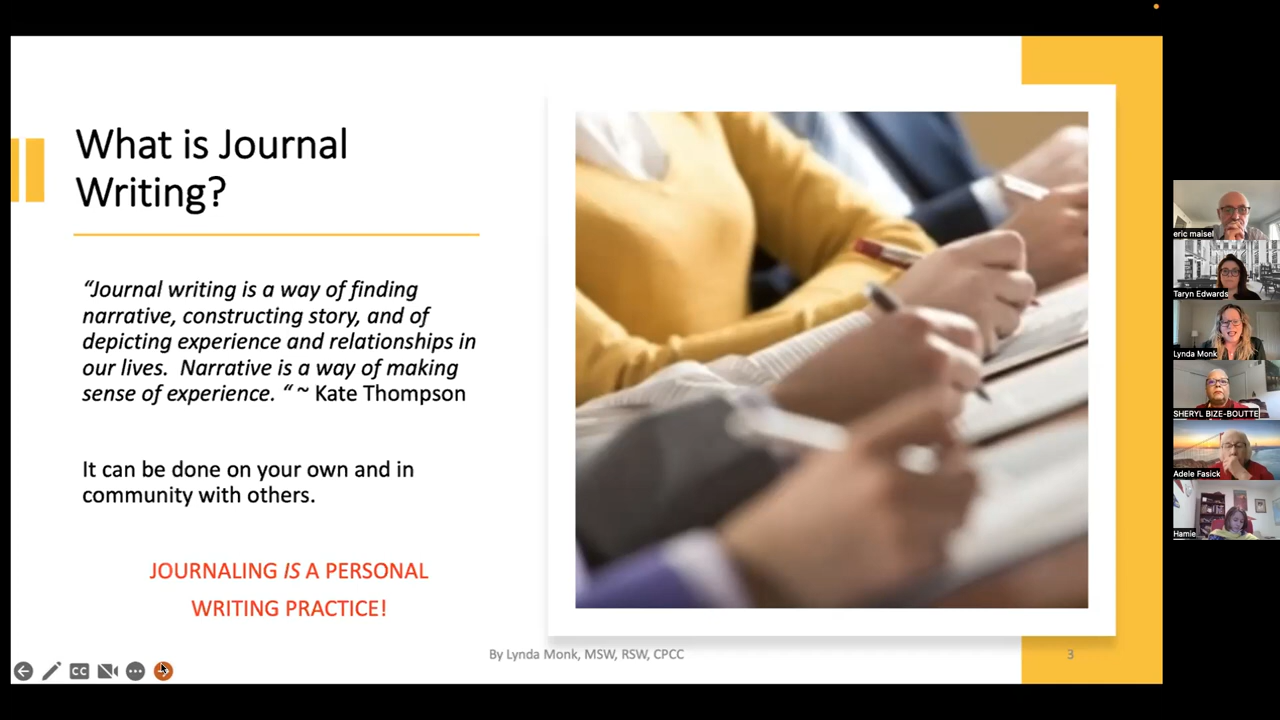 What is Journal
Writing?
“Journal writing is a way of finding
narrative, constructing story, and of
depicting experience and relationships in
our lives.  Narrative is a way of making
sense of experience. “ ~ Kate Thompson
It can be done on your own and in
community with others.
JOURNALING IS A PERSONAL
WRITING PRACTICE!
By Lynda Monk, MSW, RSW, CPCC
3
CC
eric maisel
Taryn Edwards
Lynda Monk
SHERYL BIZE-BOUTTE
Adele Fasick
Hamie